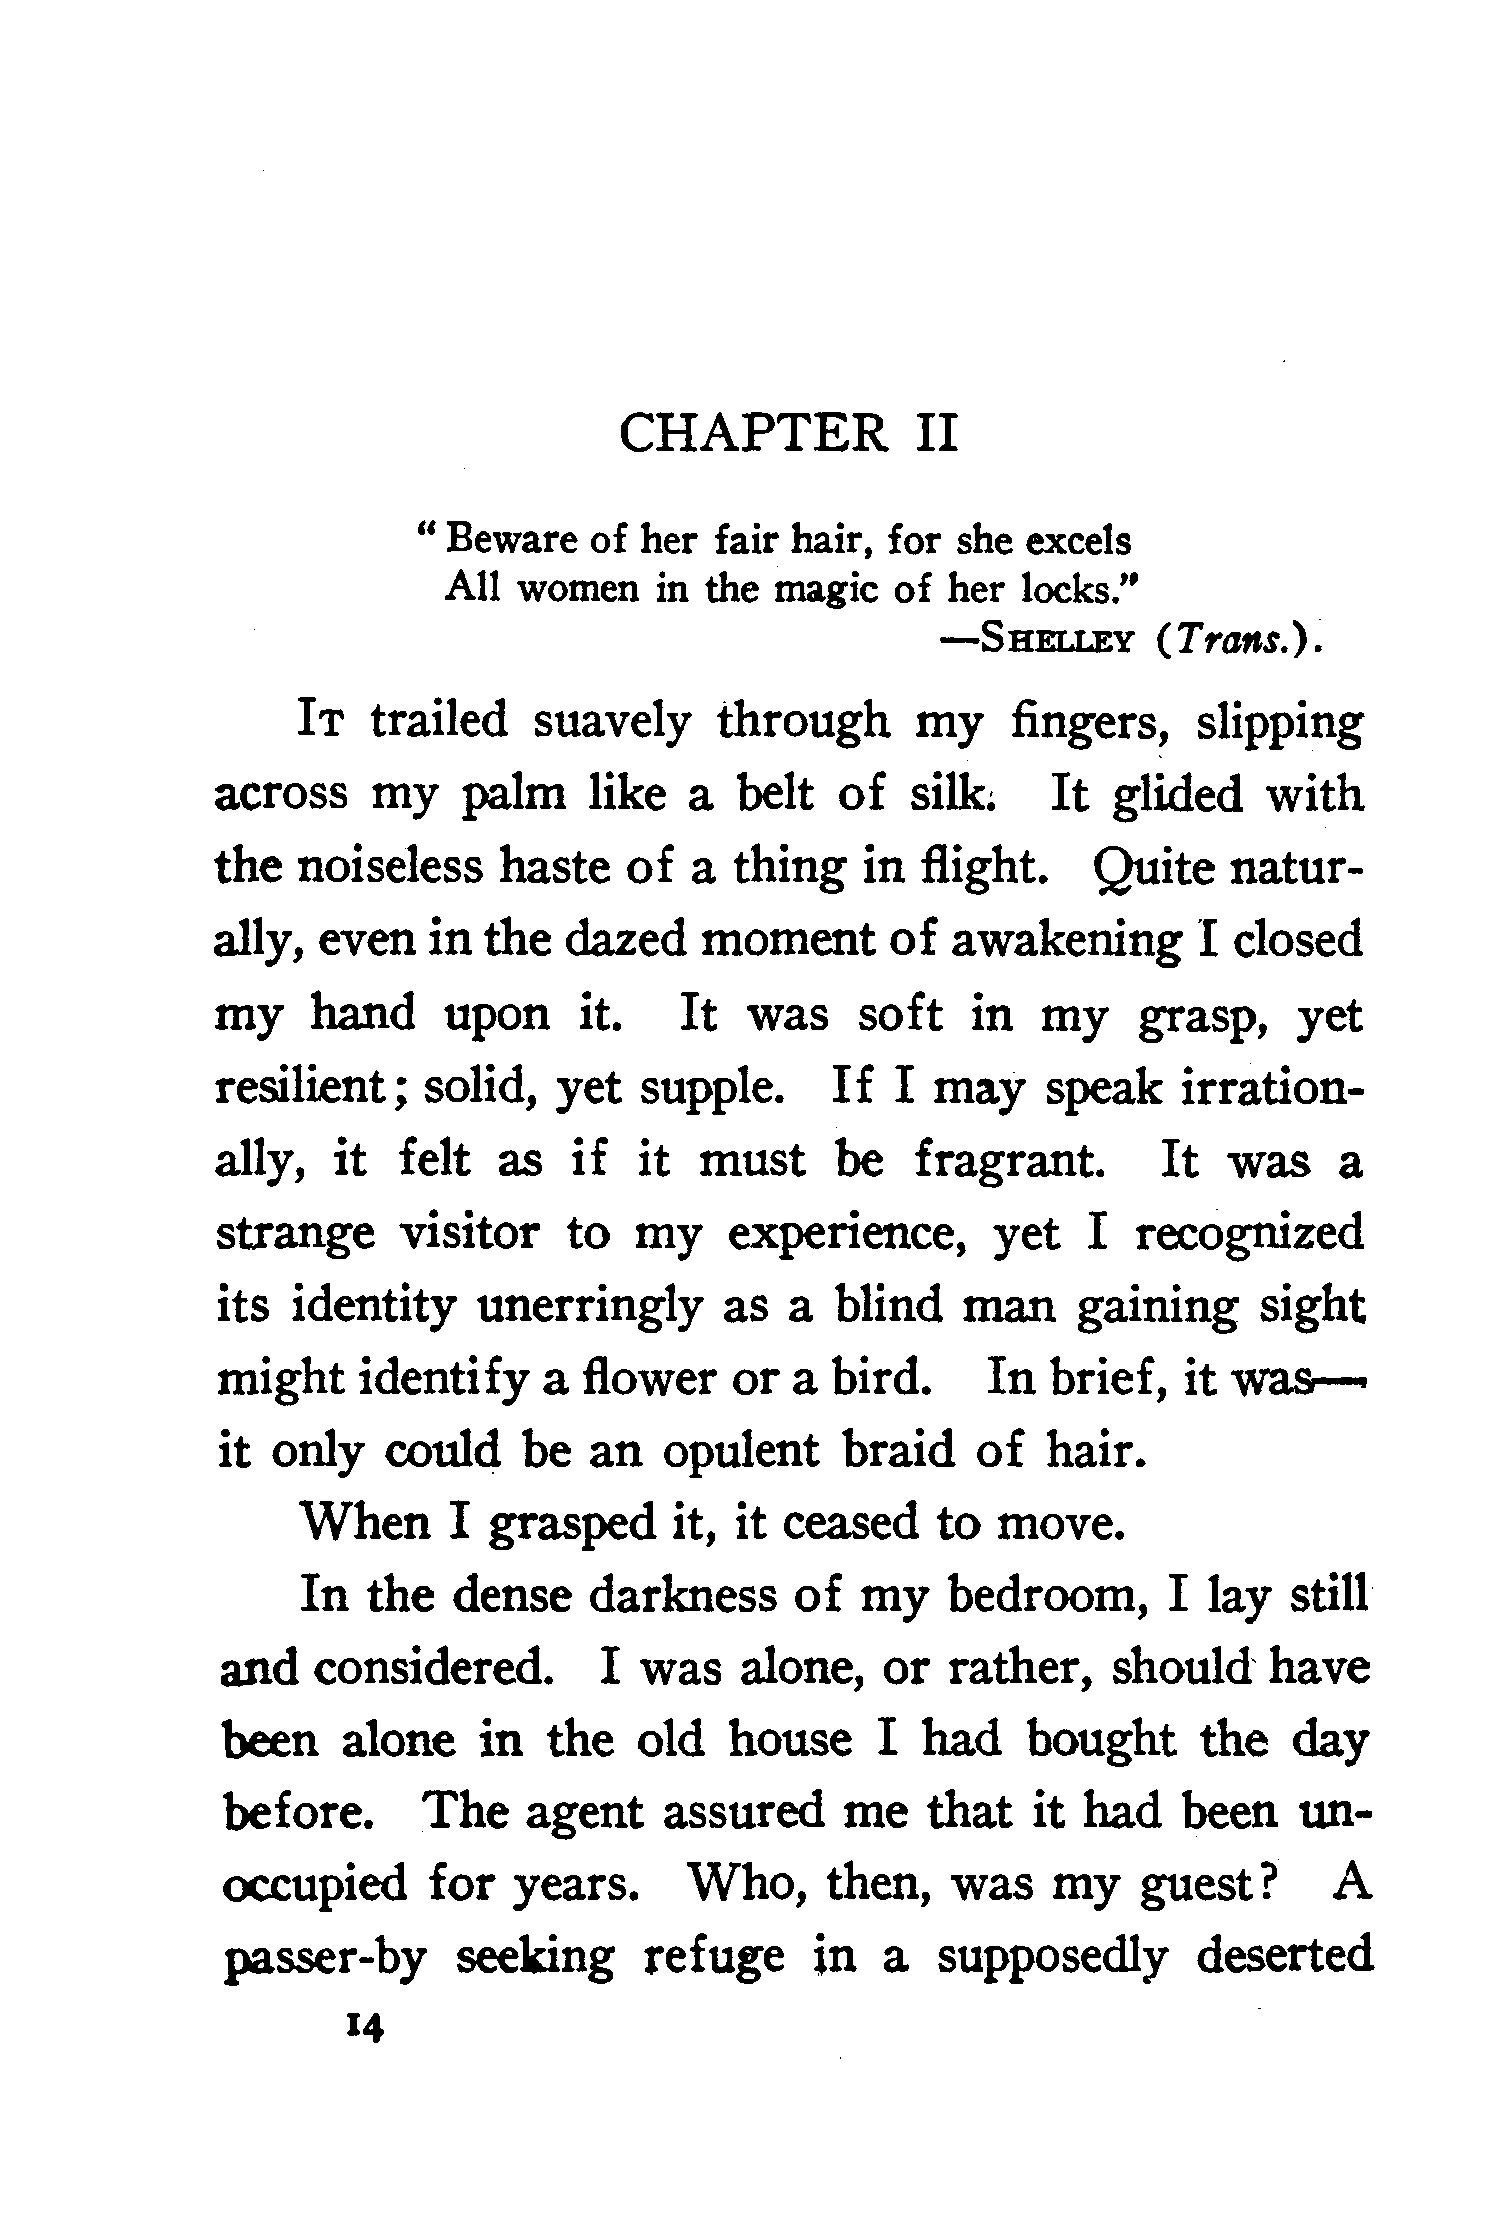 CHAPTER II
“Beware of her fair hair, for she excels
All women in the magic of her locks.”
—SHELLEY (Trans.).
IT trailed suavely through my fingers, slipping
across my palm like a belt of silk. It glided with
the noiseless haste of a thing in flight. Quite natur-
ally, even in the dazed moment of awakening I closed
my hand upon it. It was soft in my grasp, yet
resilient; solid, yet supple. If I may speak irration-
ally, it felt as if it must be fragrant. It was a
strange visitor to my experience, yet I recognized
its identity unerringly as a blind man gaining sight
might identify a flower or a bird. In brief, it was—
it only could be an opulent braid of hair.
When I grasped it, it ceased to move.
In the dense darkness of my bedroom, I lay still
and considered. I was alone, or rather, should have
been alone in the old house I had bought the day
before. The agent assured me that it had been un-
occupied for years. Who, then, was my guest? A
passer-by seeking refuge in a supposedly deserted
14